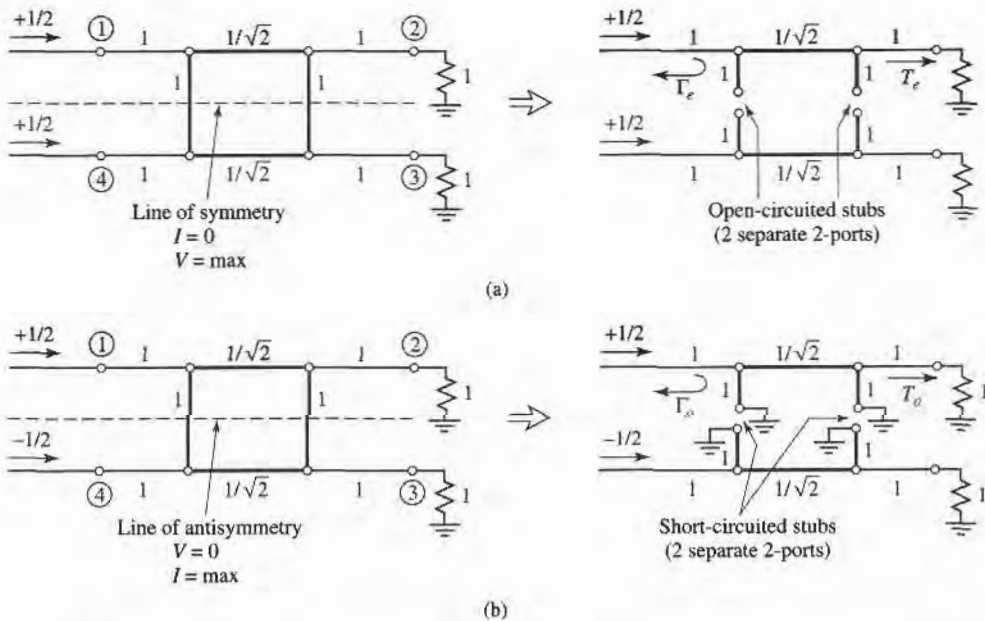 +1/2 ① 1 1/√2 1 ② 1
1 1
+1/2
④ 1 1/√2 1 ③ 1
Line of symmetry
I = 0
V = max
+1/2 1 1/√2 1
Γe 1 1 Te 1
+1/2 1 1
1 1/√2 1
Open-circuited stubs
(2 separate 2-ports)
(a)
+1/2 ① 1 1/√2 1 ② 1
1 1
−1/2
④ 1 1/√2 1 ③ 1
Line of antisymmetry
V = 0
I = max
+1/2 1 1/√2 1
Γo 1 1 To 1
−1/2 1 1
1 1/√2 1 1
Short-circuited stubs
(2 separate 2-ports)
(b)